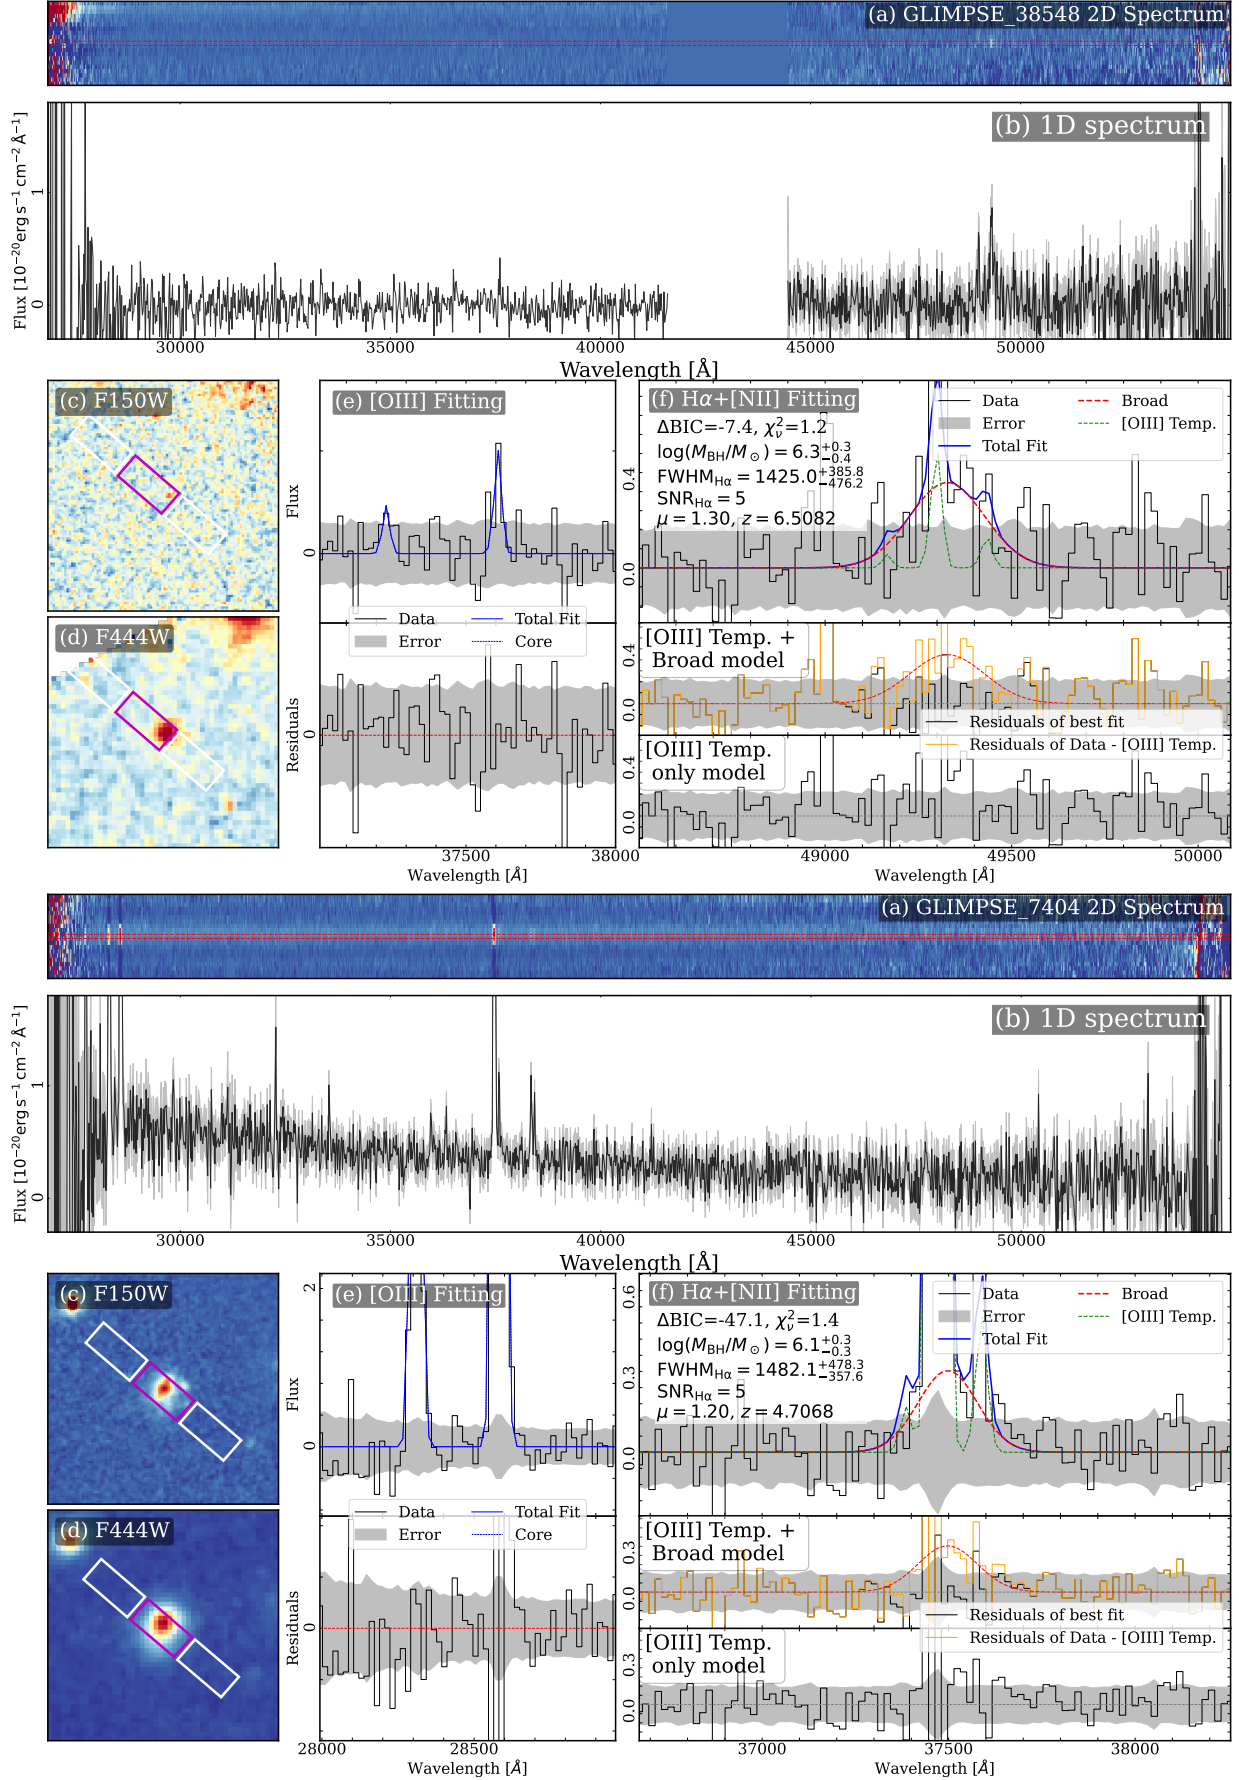 (a) GLIMPSE_38548 2D Spectrum
(b) 1D spectrum
Flux [10⁻²⁰erg s⁻¹ cm⁻² Å⁻¹]
1
0
30000 35000 40000 45000 50000
Wavelength [Å]
(c) F150W
(d) F444W
(e) [OIII] Fitting
Flux
0
Data Total Fit
Error Core
Residuals
0
37500 38000
Wavelength [Å]
(f) Hα+[NII] Fitting
ΔBIC=-7.4, χ²ᵥ=1.2
log(M_BH/M_⊙) = 6.3 +0.3 −0.4
FWHM_Hα = 1425.0 +385.8 −476.2
SNR_Hα = 5
μ = 1.30, z = 6.5082
Data Broad
Error [OIII] Temp.
Total Fit
0.4
0.0
[OIII] Temp. +
Broad model
0.4
0.0
Residuals of best fit
Residuals of Data - [OIII] Temp.
[OIII] Temp.
only model
0.4
0.0
49000 49500 50000
Wavelength [Å]
(a) GLIMPSE_7404 2D Spectrum
(b) 1D spectrum
Flux [10⁻²⁰erg s⁻¹ cm⁻² Å⁻¹]
1
0
30000 35000 40000 45000 50000
Wavelength [Å]
(c) F150W
(d) F444W
(e) [OIII] Fitting
Flux
2
0
Data Total Fit
Error Core
Residuals
0
28000 28500
Wavelength [Å]
(f) Hα+[NII] Fitting
ΔBIC=-47.1, χ²ᵥ=1.4
log(M_BH/M_⊙) = 6.1 +0.3 −0.3
FWHM_Hα = 1482.1 +478.3 −357.6
SNR_Hα = 5
μ = 1.20, z = 4.7068
Data Broad
Error [OIII] Temp.
Total Fit
0.6
0.3
0.0
[OIII] Temp. +
Broad model
0.3
0.0
Residuals of best fit
Residuals of Data - [OIII] Temp.
[OIII] Temp.
only model
0.3
0.0
37000 37500 38000
Wavelength [Å]